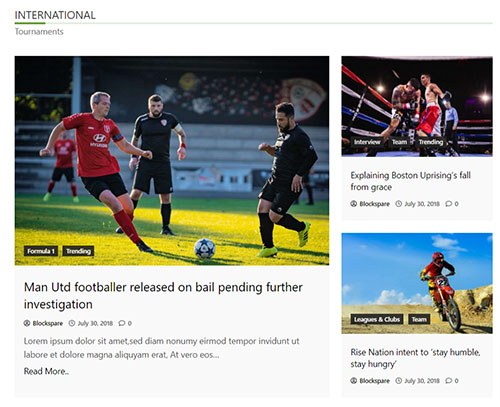 INTERNATIONAL
Tournaments
HYUNDAI
Formula 1 Trending
Man Utd footballer released on bail pending further
investigation
Blockspare July 30, 2018 0
Lorem ipsum dolor sit amet,sed diam nonumy eirmod tempor invidunt ut
labore et dolore magna aliquyam erat, At vero eos...
Read More..
Interview Team Trending
Explaining Boston Uprising's fall
from grace
Blockspare July 30, 2018 0
2
Leagues & Clubs Team
Rise Nation intent to 'stay humble,
stay hungry'
Blockspare July 30, 2018 0